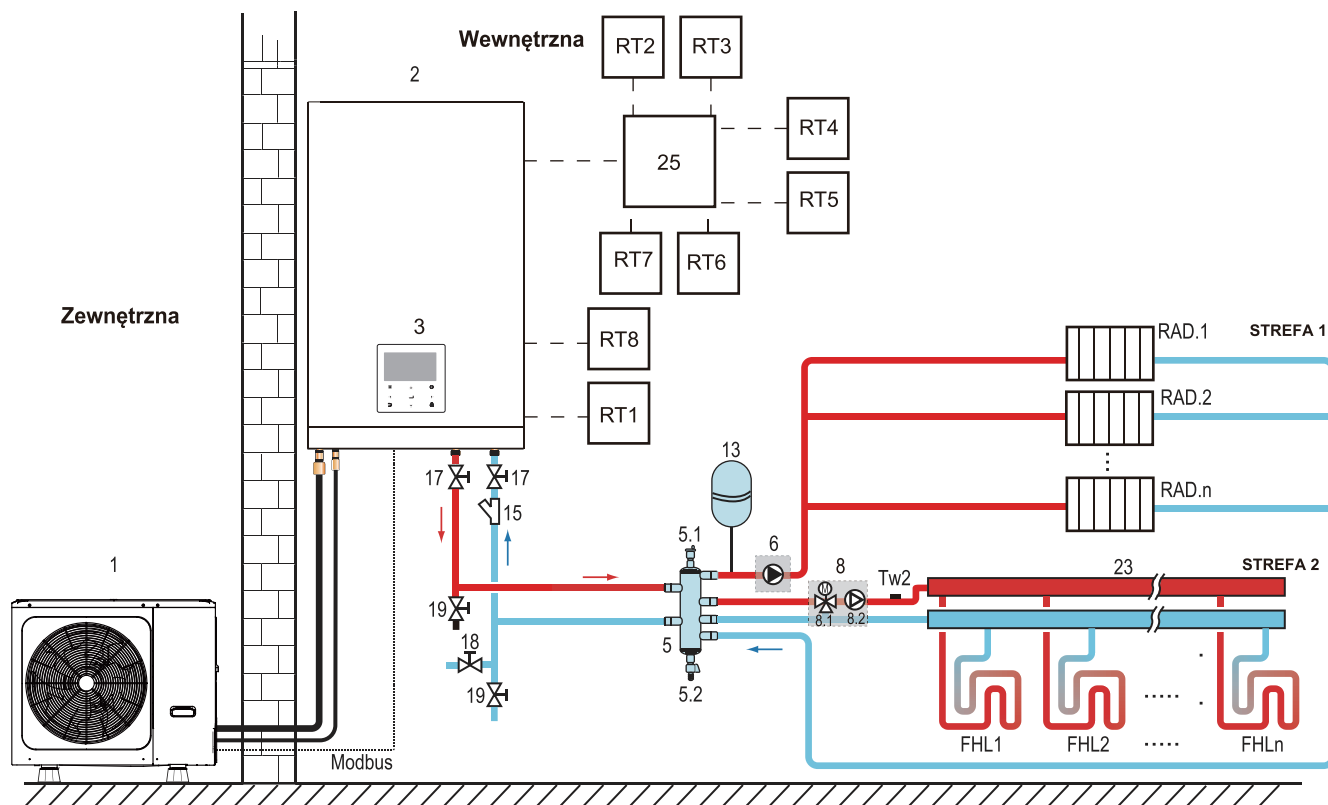 Wewnętrzna
RT2
RT3
2
25
RT4
RT5
RT7
RT6
Zewnętrzna
3
RT8
RT1
RAD.1
STREFA 1
RAD.2
RAD.n
17
17
15
13
5.1
6
8
M
8.1
8.2
Tw2
23
STREFA 2
1
19
18
19
5
5.2
FHL1
FHL2
FHLn
Modbus